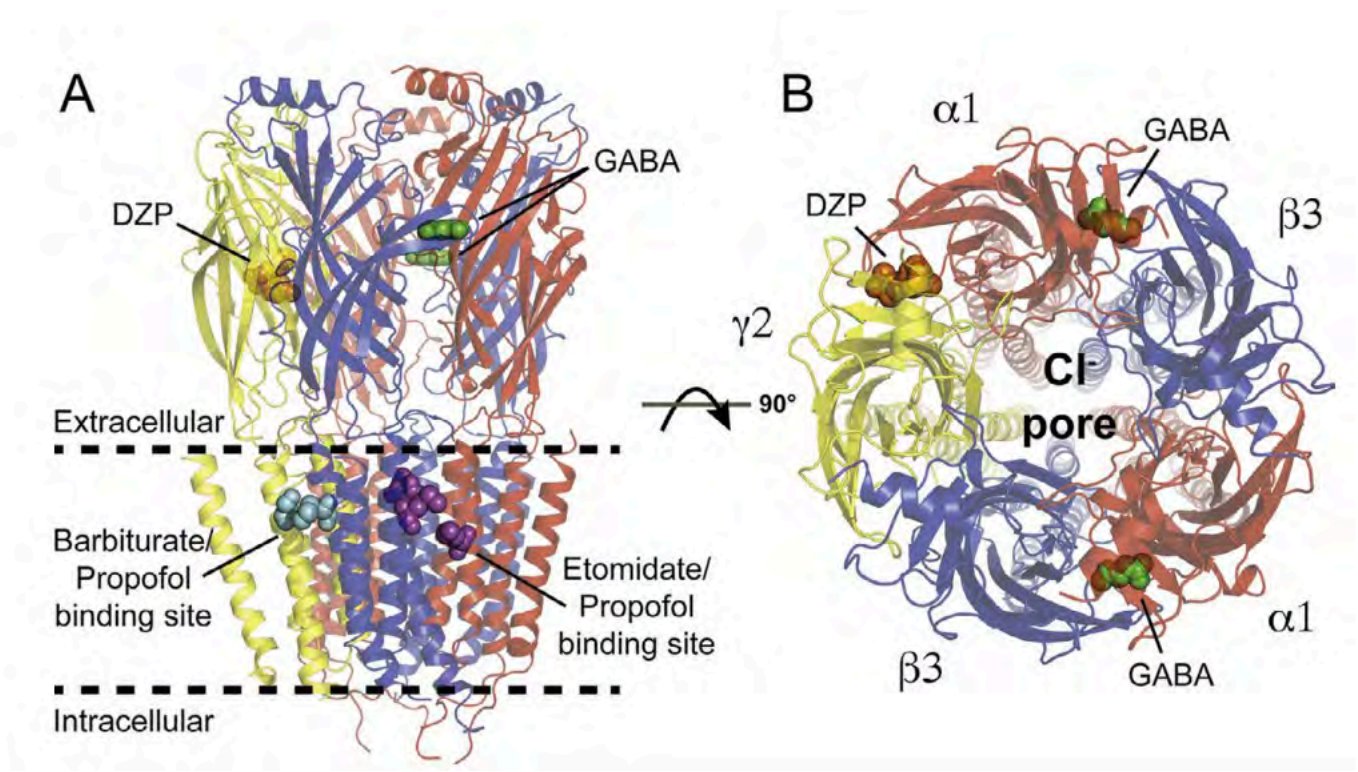 A
GABA
DZP
Extracellular
Barbiturate/
Propofol
binding site
Etomidate/
Propofol
binding site
Intracellular
90°
B
α1
GABA
DZP
β3
γ2
Cl-
pore
α1
β3
GABA